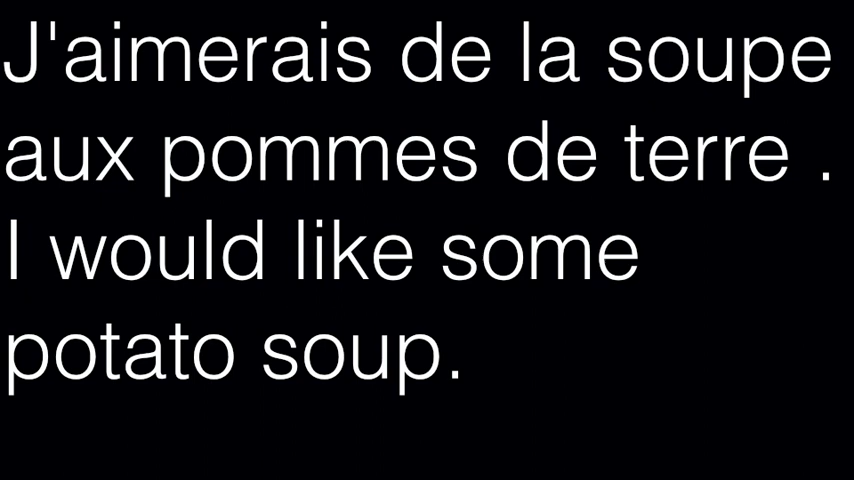 J'aimerais de la soupe
aux pommes de terre .
I would like some
potato soup.